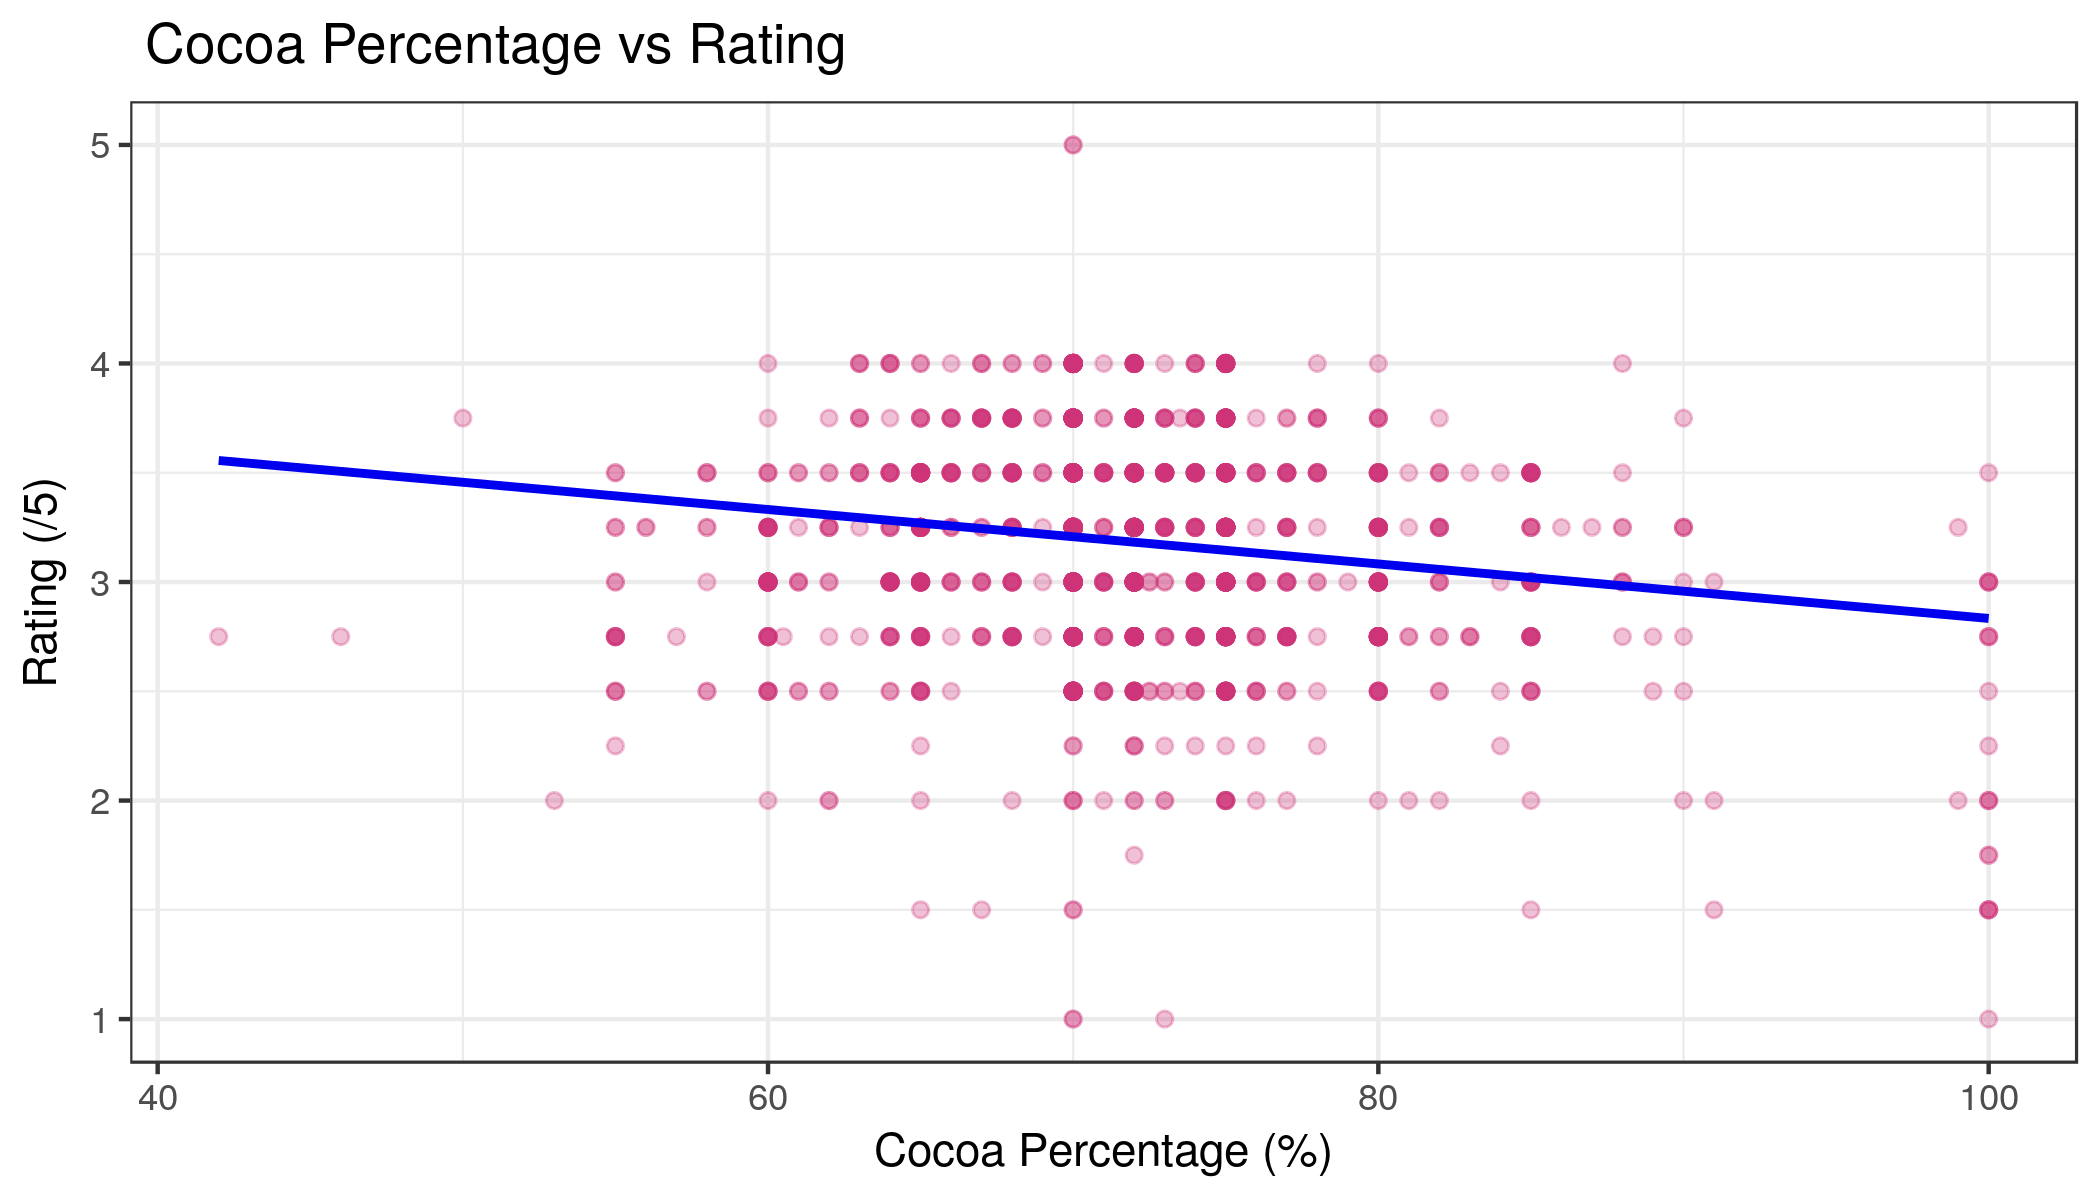 Cocoa Percentage vs Rating
5
4
3
2
1
Rating (/5)
40 60 80 100
Cocoa Percentage (%)